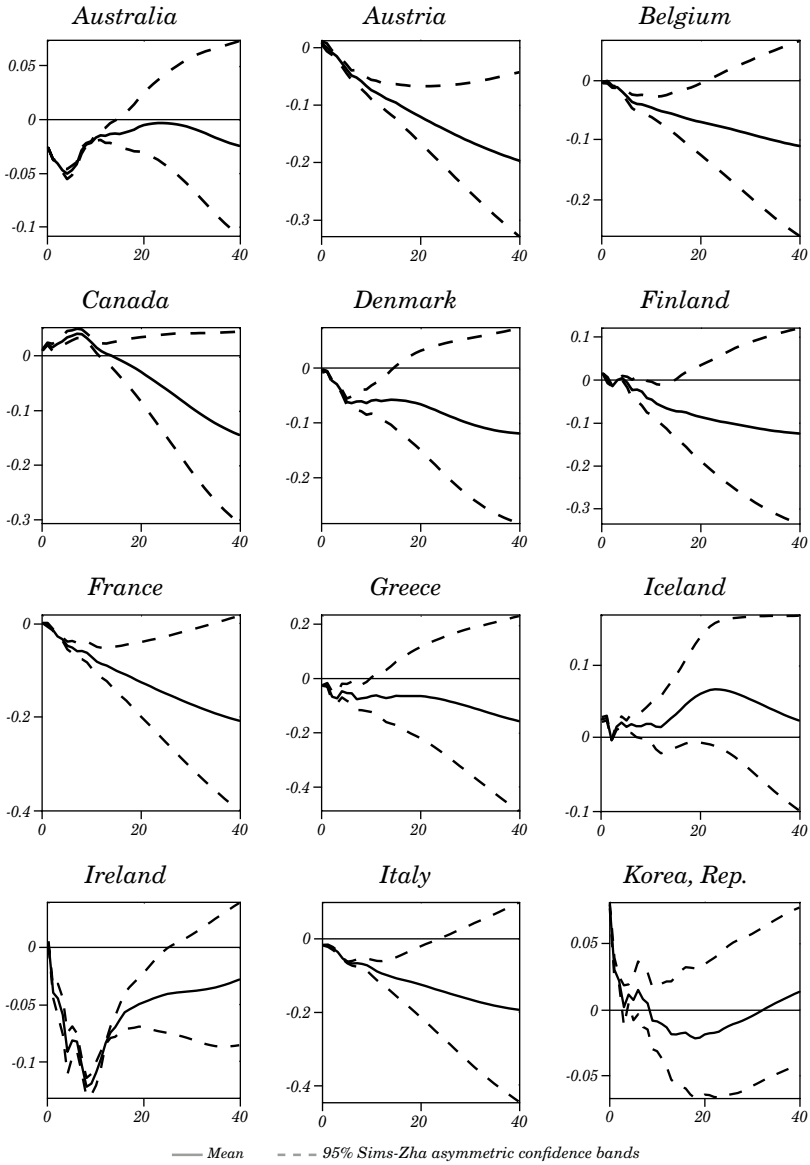 Australia Austria Belgium
0.05 0 -0.05 -0.1 0 20 40
0 -0.1 -0.2 -0.3 0 20 40
0 -0.1 -0.2 0 20 40
Canada Denmark Finland
0 -0.1 -0.2 -0.3 0 20 40
0 -0.1 -0.2 0 20 40
0.1 0 -0.1 -0.2 -0.3 0 20 40
France Greece Iceland
0 -0.2 -0.4 0 20 40
0.2 0 -0.2 -0.4 0 20 40
0.1 0 -0.1 0 20 40
Ireland Italy Korea, Rep.
0 -0.05 -0.1 0 20 40
0 -0.2 -0.4 0 20 40
0.05 0 -0.05 0 20 40
Mean 95% Sims-Zha asymmetric confidence bands